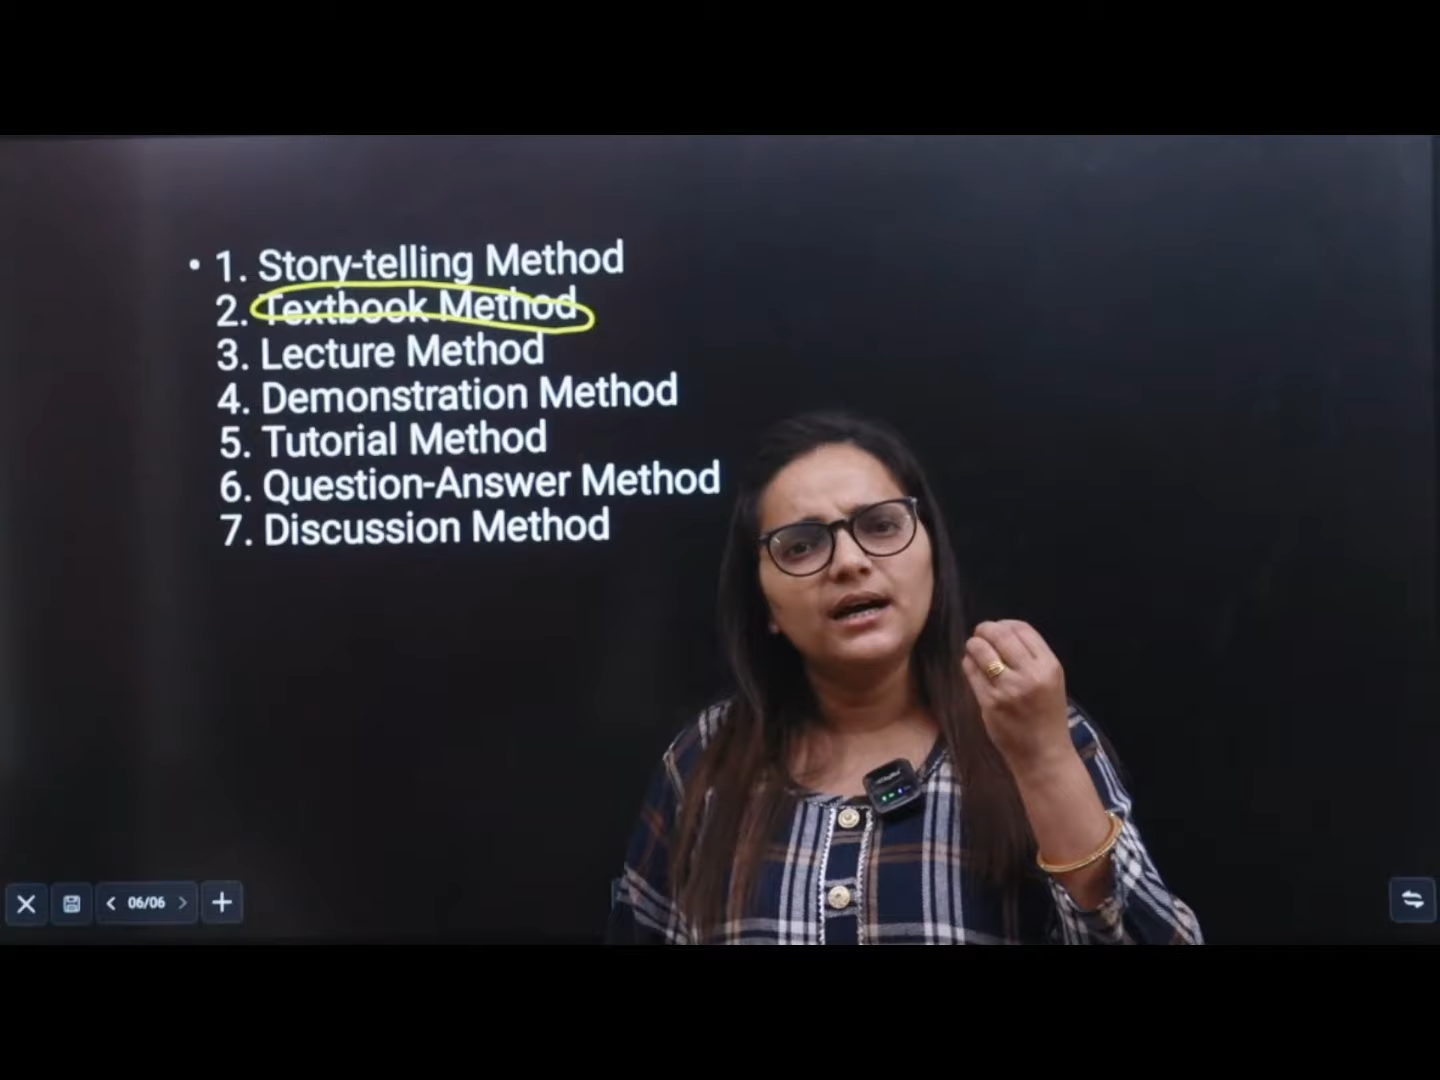 • 1. Story-telling Method
2. Textbook Method
3. Lecture Method
4. Demonstration Method
5. Tutorial Method
6. Question-Answer Method
7. Discussion Method
06/06